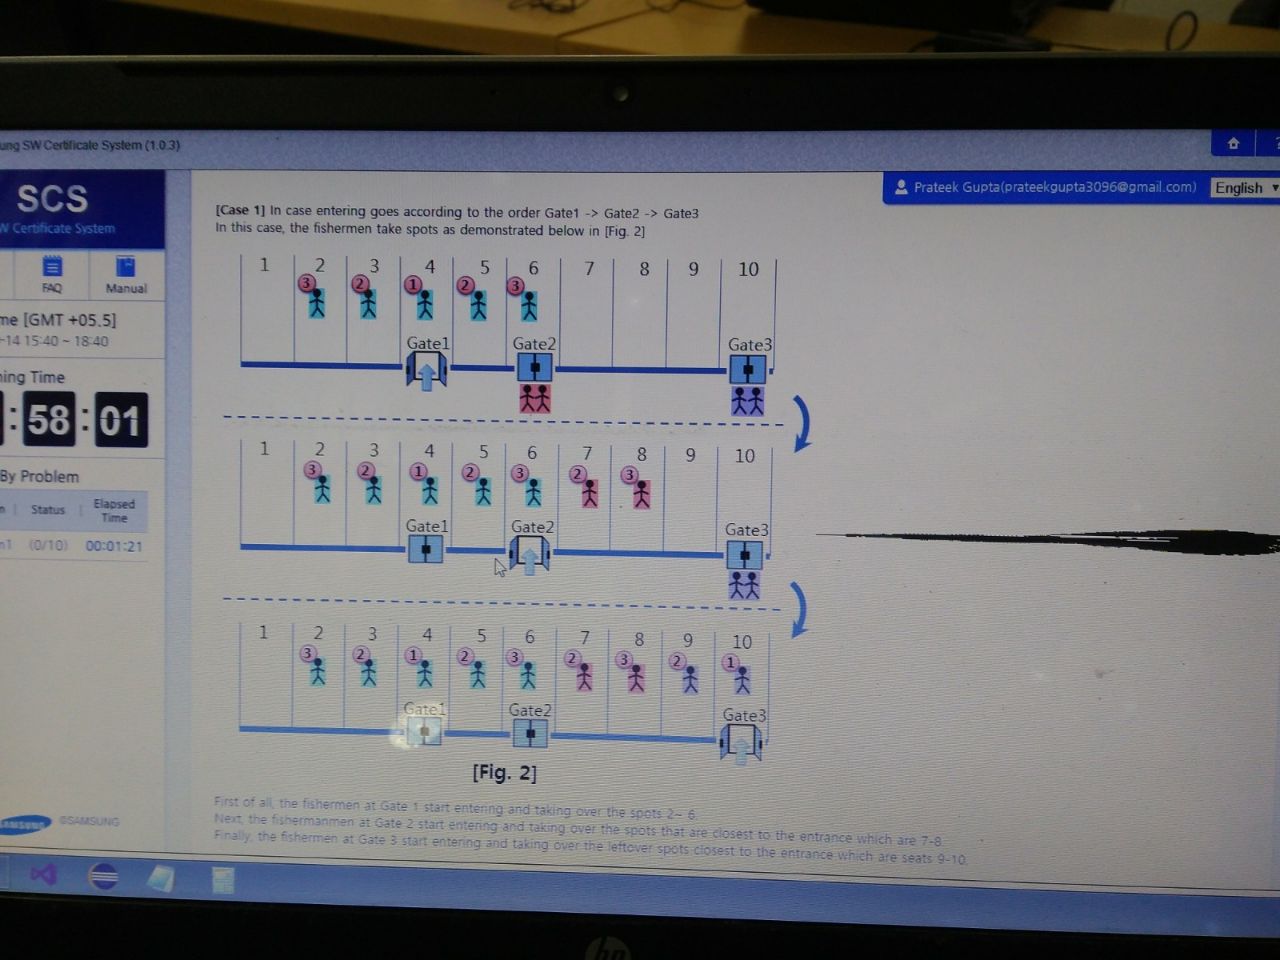 ung SW Certificate System (1.0.3)
SCS
W Certificate System
FAQ
Manual
me [GMT +05.5]
-14 15:40 ~ 18:40
ning Time
: 58 : 01
By Problem
Status
Elapsed Time
(0/10)
00:01:21
SAMSUNG
©SAMSUNG
Prateek Gupta(prateekgupta3096@gmail.com)
English
[Case 1] In case entering goes according to the order Gate1 -> Gate2 -> Gate3
In this case, the fishermen take spots as demonstrated below in [Fig. 2]
1 2 3 4 5 6 7 8 9 10
3 2 1 2 3
Gate1 Gate2 Gate3
1 2 3 4 5 6 7 8 9 10
3 2 1 2 3 2 3
Gate1 Gate2 Gate3
1 2 3 4 5 6 7 8 9 10
3 2 1 2 3 2 3 2 1
Gate1 Gate2 Gate3
[Fig. 2]
First of all, the fishermen at Gate 1 start entering and taking over the spots 2~ 6.
Next, the fishermanmen at Gate 2 start entering and taking over the spots that are closest to the entrance which are 7-8.
Finally, the fishermen at Gate 3 start entering and taking over the leftover spots closest to the entrance which are seats 9-10.
hp